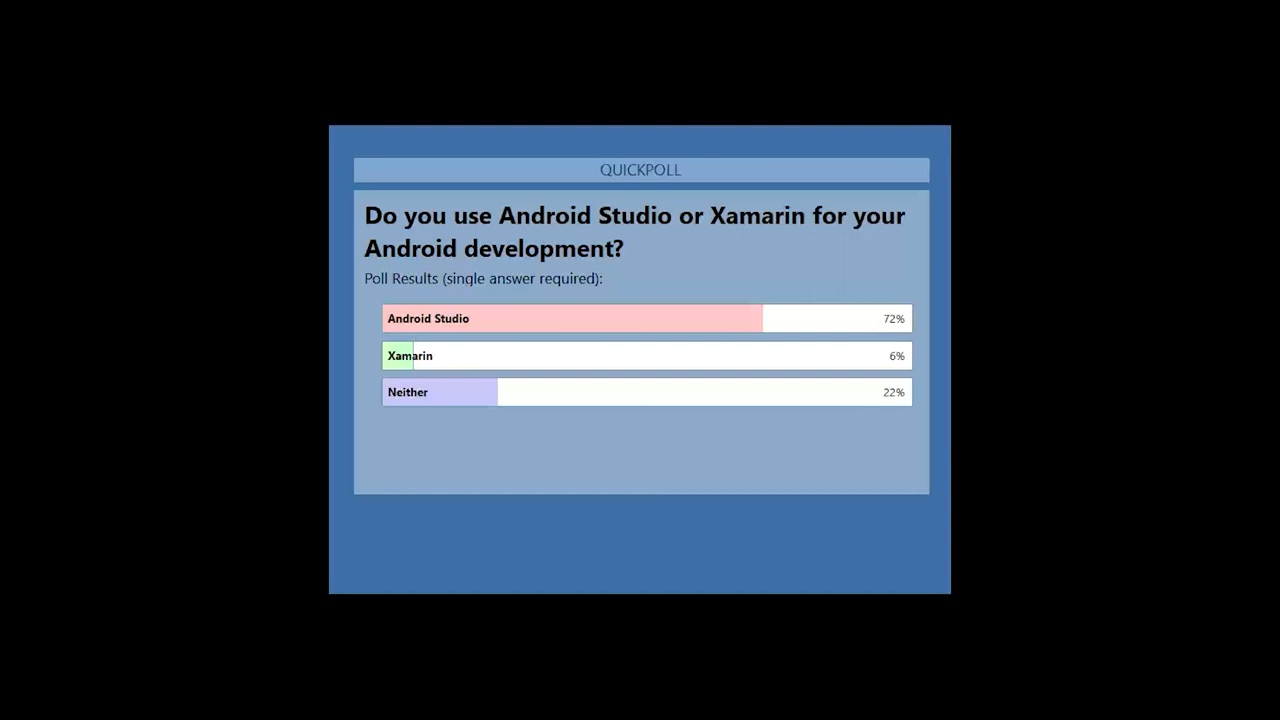 QUICKPOLL
Do you use Android Studio or Xamarin for your
Android development?
Poll Results (single answer required):
Android Studio 72%
Xamarin 6%
Neither 22%